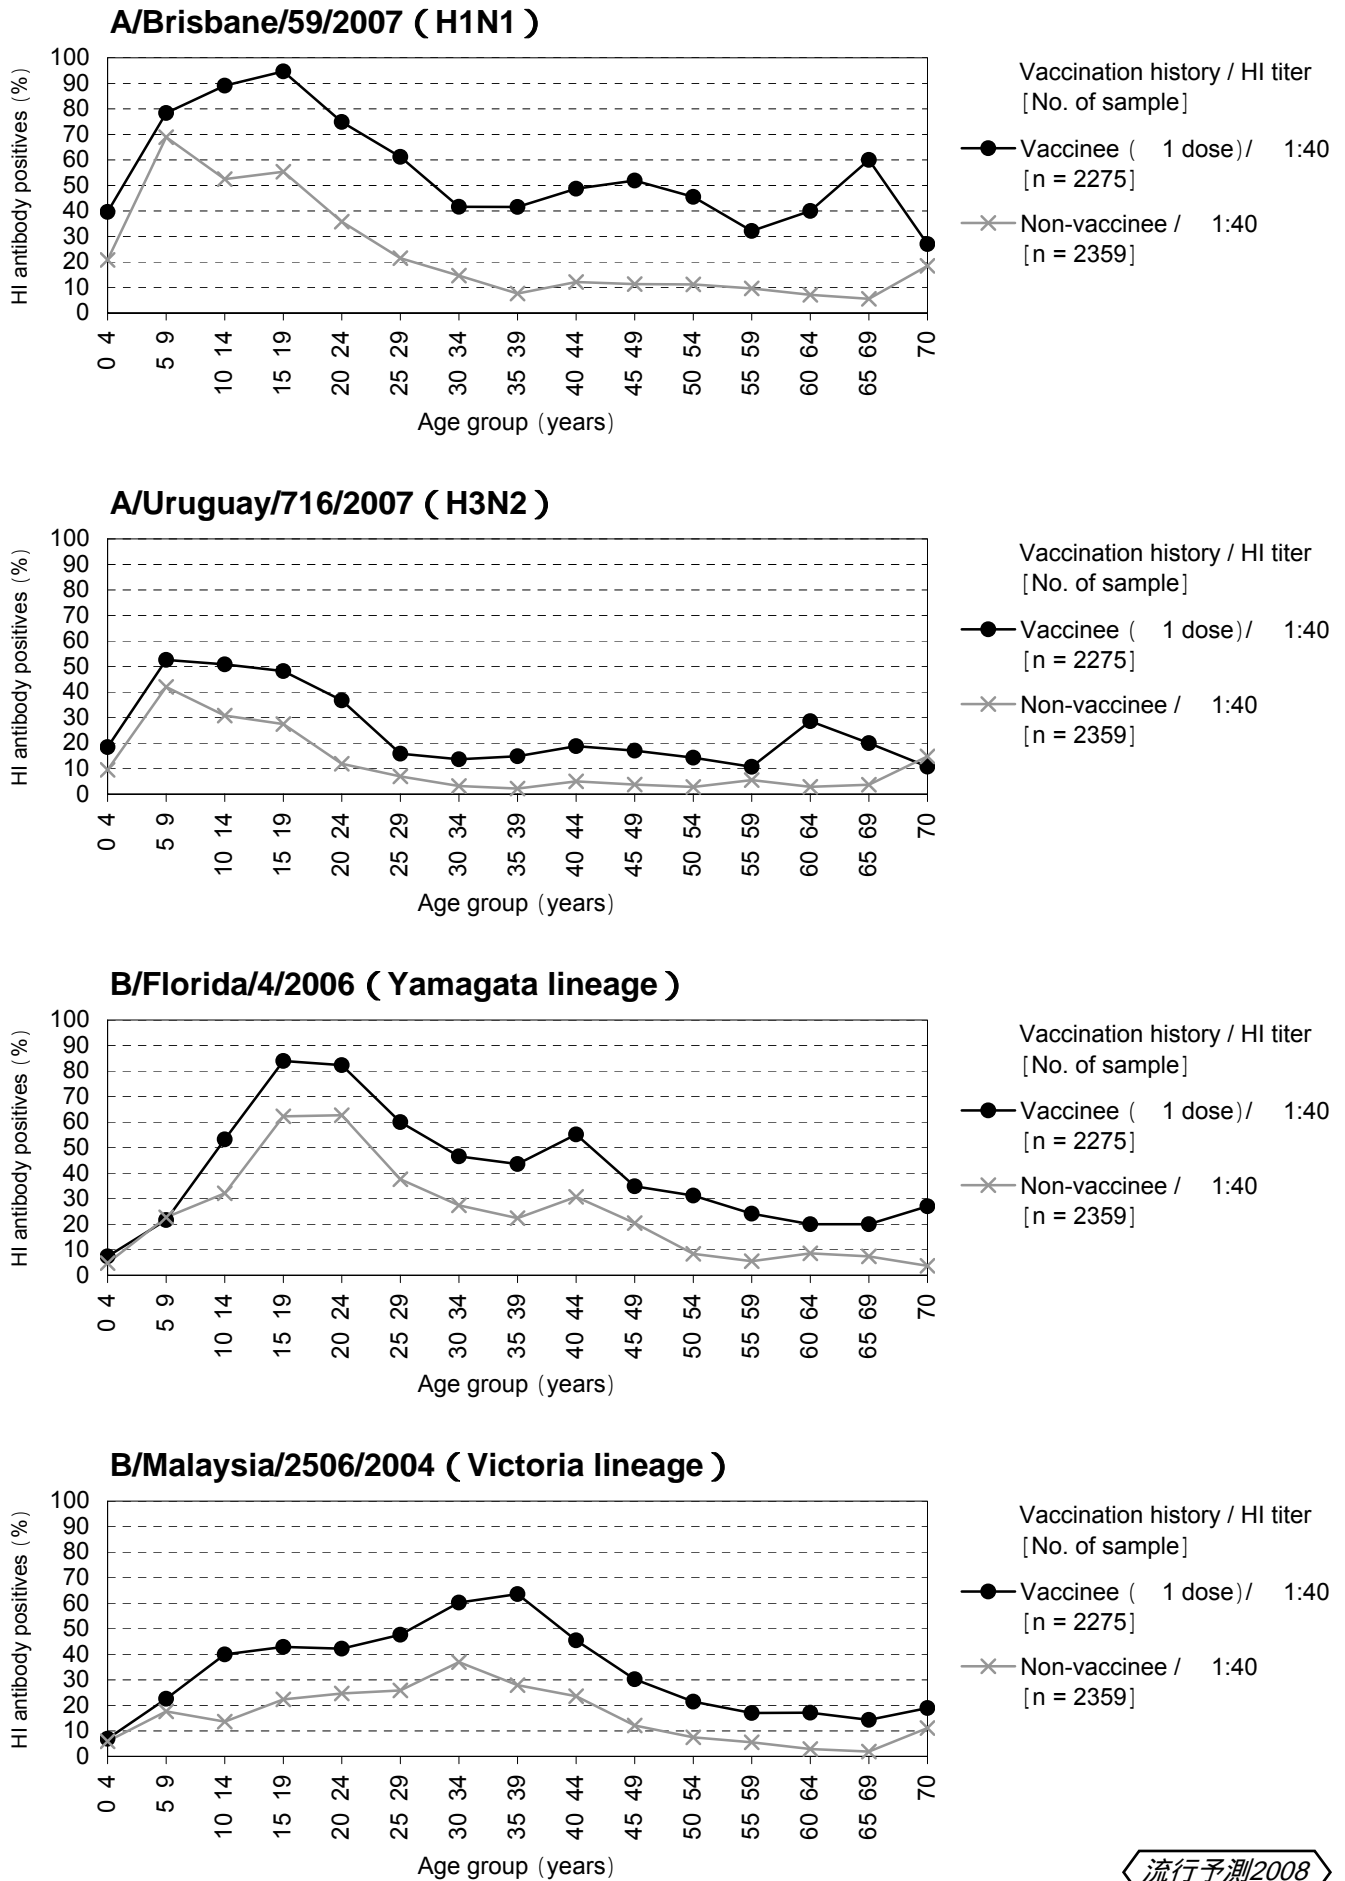 A/Brisbane/59/2007（H1N1）
HI antibody positives (%)
100
90
80
70
60
50
40
30
20
10
0
0 4
5 9
10 14
15 19
20 24
25 29
30 34
35 39
40 44
45 49
50 54
55 59
60 64
65 69
70
Age group (years)
Vaccination history / HI titer
[No. of sample]
Vaccinee ( 1 dose)/ 1:40
[n = 2275]
Non-vaccinee / 1:40
[n = 2359]
A/Uruguay/716/2007（H3N2）
HI antibody positives (%)
100
90
80
70
60
50
40
30
20
10
0
0 4
5 9
10 14
15 19
20 24
25 29
30 34
35 39
40 44
45 49
50 54
55 59
60 64
65 69
70
Age group (years)
Vaccination history / HI titer
[No. of sample]
Vaccinee ( 1 dose)/ 1:40
[n = 2275]
Non-vaccinee / 1:40
[n = 2359]
B/Florida/4/2006（Yamagata lineage）
HI antibody positives (%)
100
90
80
70
60
50
40
30
20
10
0
0 4
5 9
10 14
15 19
20 24
25 29
30 34
35 39
40 44
45 49
50 54
55 59
60 64
65 69
70
Age group (years)
Vaccination history / HI titer
[No. of sample]
Vaccinee ( 1 dose)/ 1:40
[n = 2275]
Non-vaccinee / 1:40
[n = 2359]
B/Malaysia/2506/2004（Victoria lineage）
HI antibody positives (%)
100
90
80
70
60
50
40
30
20
10
0
0 4
5 9
10 14
15 19
20 24
25 29
30 34
35 39
40 44
45 49
50 54
55 59
60 64
65 69
70
Age group (years)
Vaccination history / HI titer
[No. of sample]
Vaccinee ( 1 dose)/ 1:40
[n = 2275]
Non-vaccinee / 1:40
[n = 2359]
流行予測2008